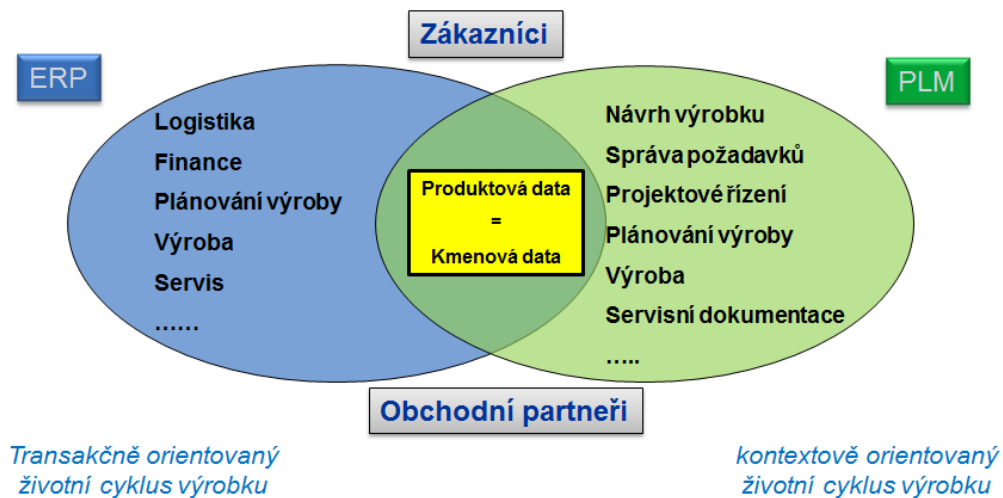 Zákazníci
ERP
PLM
Logistika
Finance
Plánování výroby
Výroba
Servis
……
Produktová data
=
Kmenová data
Návrh výrobku
Správa požadavků
Projektové řízení
Plánování výroby
Výroba
Servisní dokumentace
…..
Obchodní partneři
Transakčně orientovaný
životní cyklus výrobku
kontextově orientovaný
životní cyklus výrobku